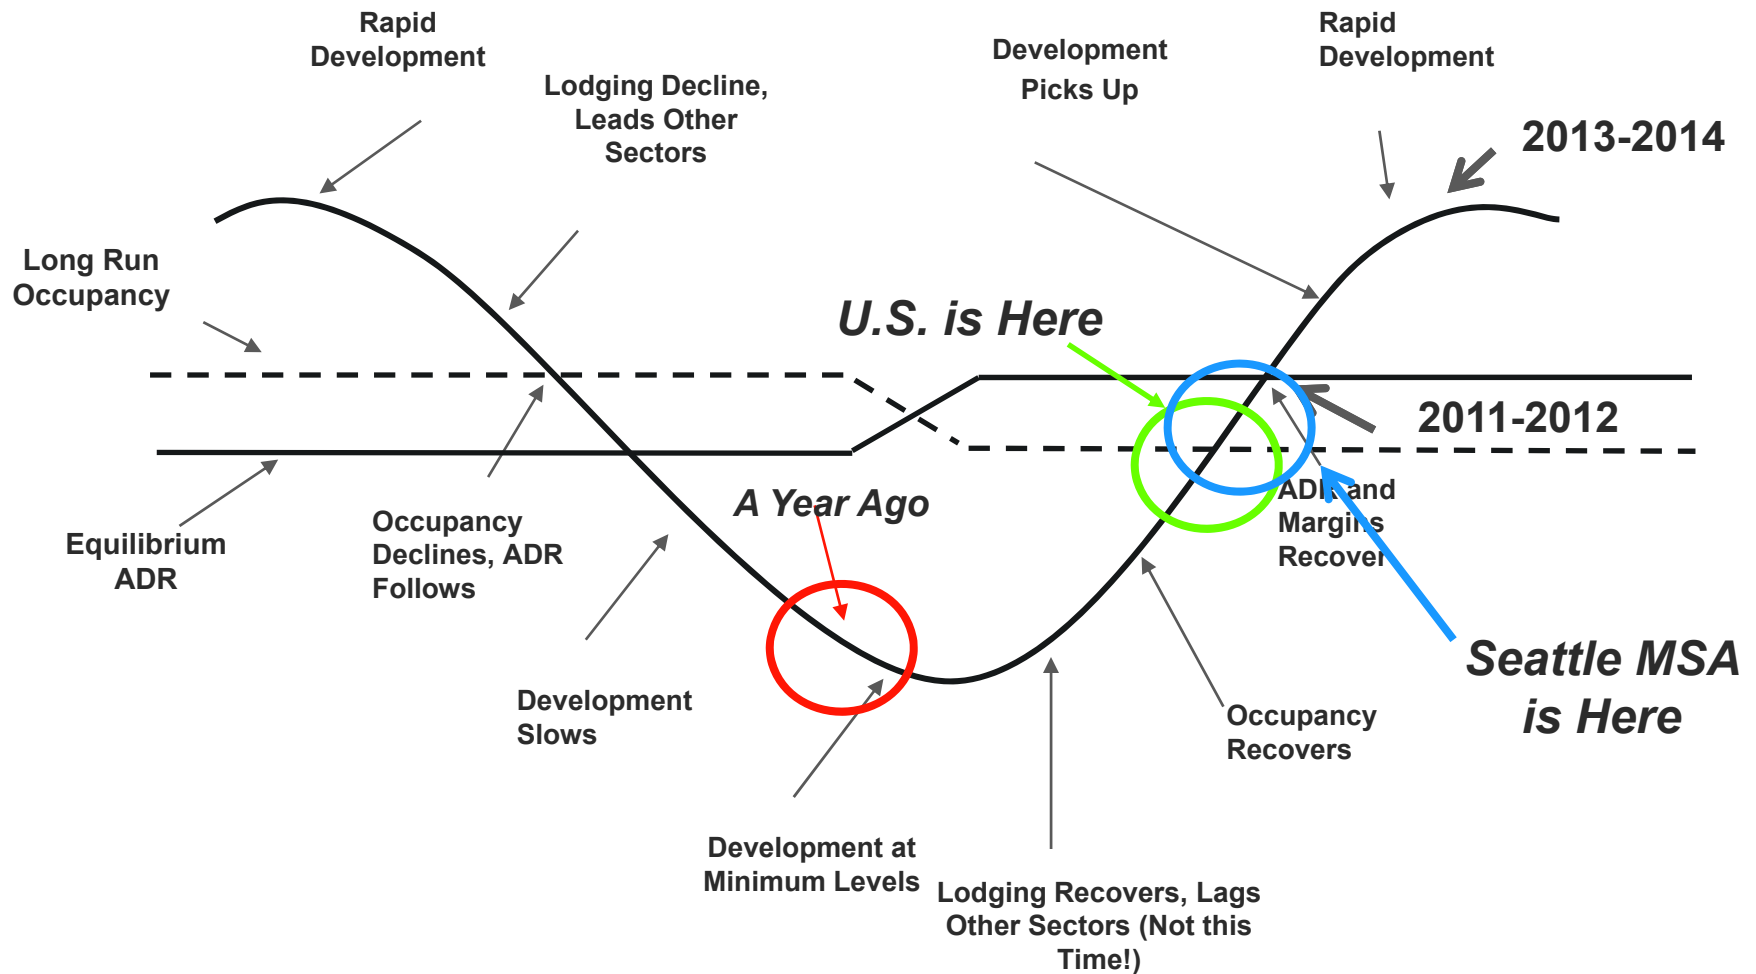 Rapid
Development
Lodging Decline,
Leads Other
Sectors
Development
Picks Up
Rapid
Development
2013-2014
Long Run
Occupancy
U.S. is Here
2011-2012
A Year Ago
ADR and
Margins
Recover
Equilibrium
ADR
Occupancy
Declines, ADR
Follows
Seattle MSA
is Here
Development
Slows
Occupancy
Recovers
Development at
Minimum Levels
Lodging Recovers, Lags
Other Sectors (Not this
Time!)